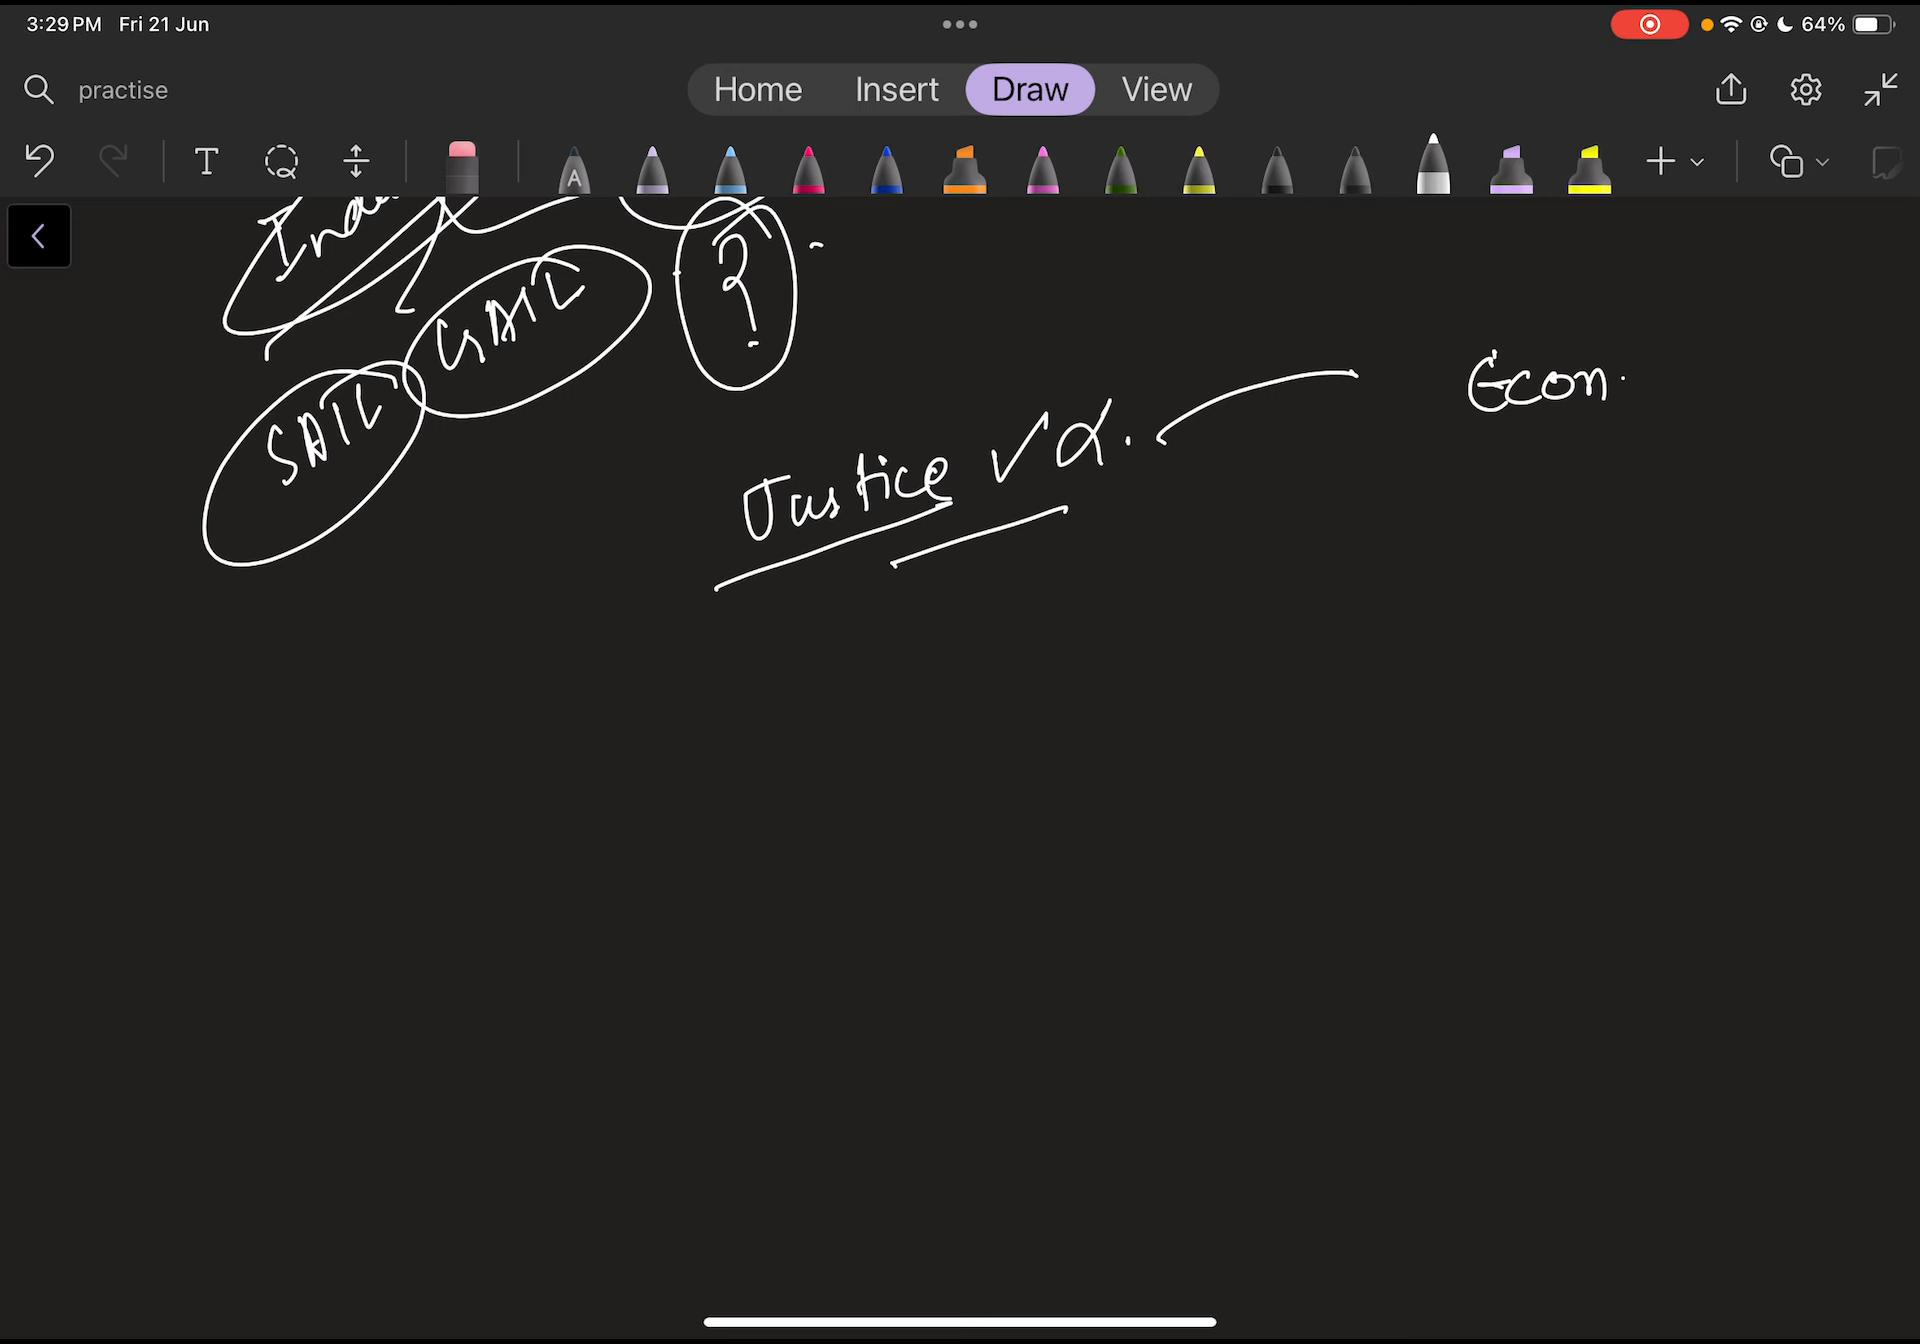 3:29 PM Fri 21 Jun
64%
practise
Home Insert Draw View
T
A
GAIL
?
SAIL
Econ.
Justice